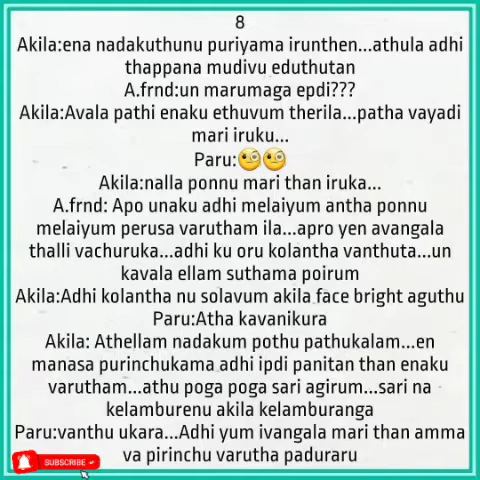 8
Akila:ena nadakuthunu puriyama irunthen...athula adhi
thappana mudivu eduthutan
A.frnd:un marumaga epdi???
Akila:Avala pathi enaku ethuvum therila...patha vayadi
mari iruku...
Paru:🧐🧐
Akila:nalla ponnu mari than iruka...
A.frnd: Apo unaku adhi melaiyum antha ponnu
melaiyum perusa varutham ila...apro yen avangala
thalli vachuruka...adhi ku oru kolantha vanthuta...un
kavala ellam suthama poirum
Akila:Adhi kolantha nu solavum akila face bright aguthu
Paru:Atha kavanikura
Akila: Athellam nadakum pothu pathukalam...en
manasa purinchukama adhi ipdi panitan than enaku
varutham...athu poga poga sari agirum...sari na
kelamburenu akila kelamburanga
Paru:vanthu ukara...Adhi yum ivangala mari than amma
va pirinchu varutha paduraru
SUBSCRIBE